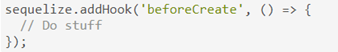 sequelize.addHook('beforeCreate', () => {
  // Do stuff
});